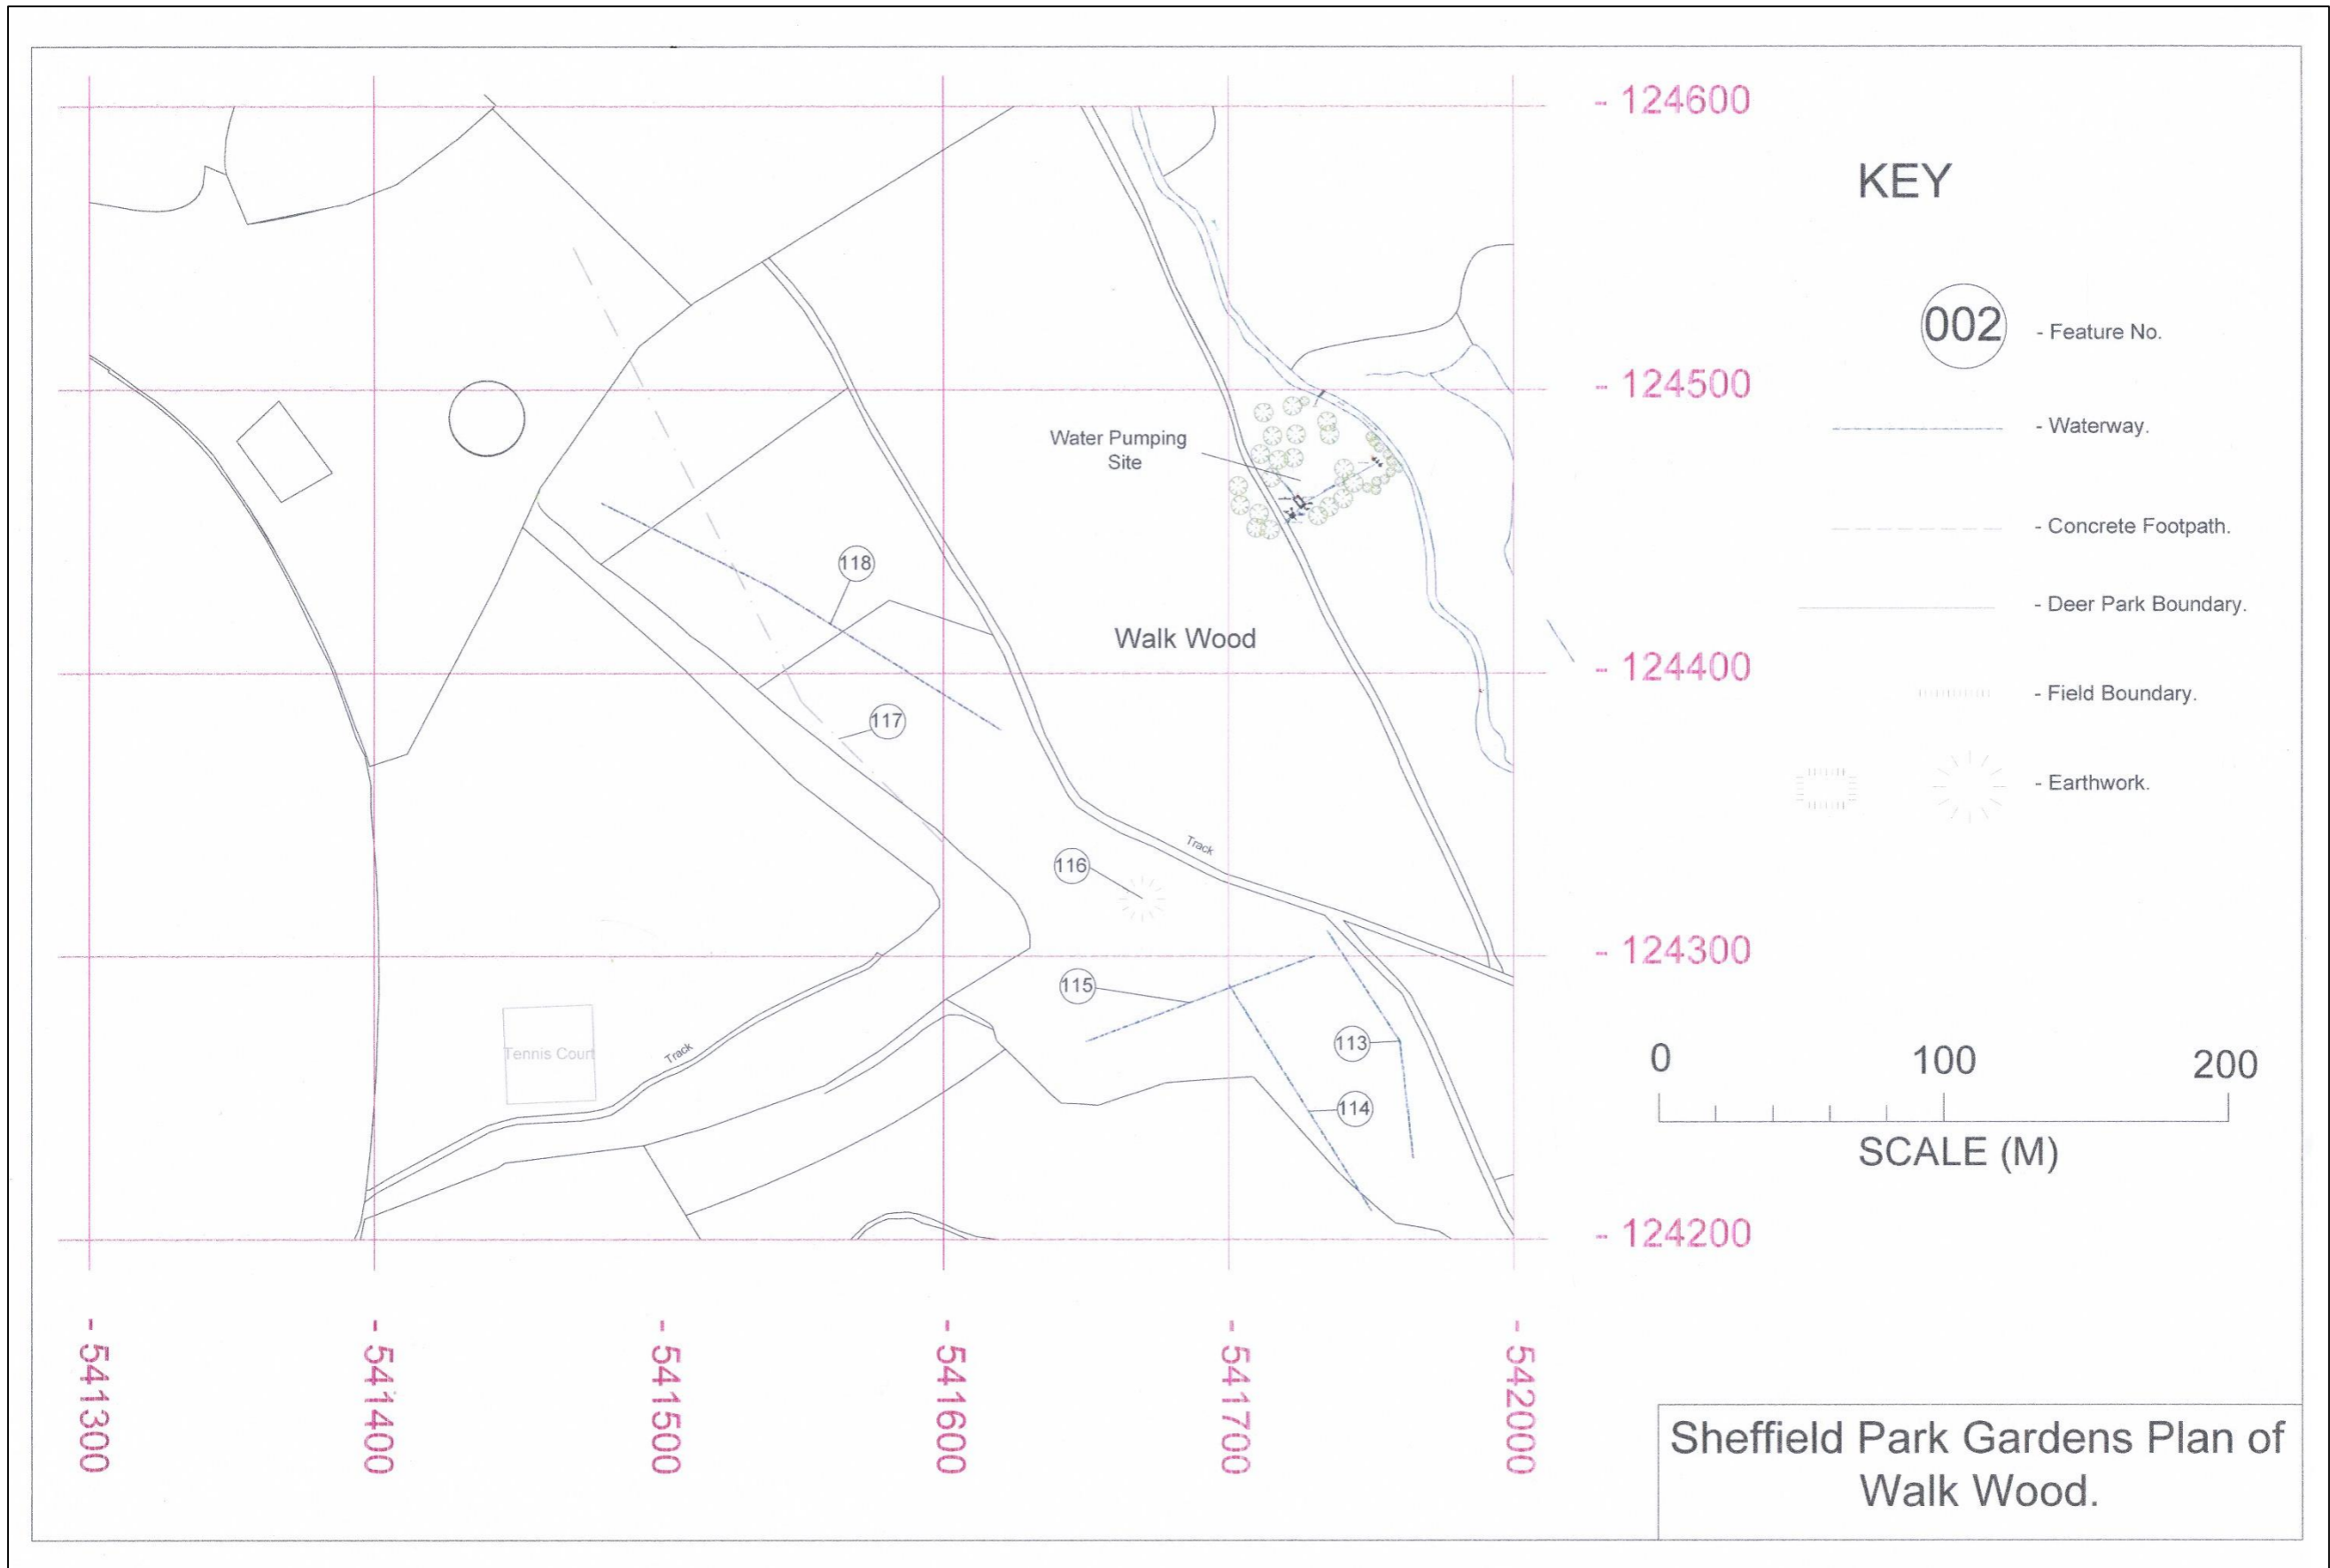 - 124600
KEY
002 - Feature No.
- 124500
- Waterway.
Water Pumping
Site
- Concrete Footpath.
118
- Deer Park Boundary.
Walk Wood
- 124400
- Field Boundary.
117
- Earthwork.
Track
116
- 124300
115
113
Tennis Court
Track
0 100 200
114
SCALE (M)
- 124200
- 541300
- 541400
- 541500
- 541600
- 541700
- 542000
Sheffield Park Gardens Plan of
Walk Wood.